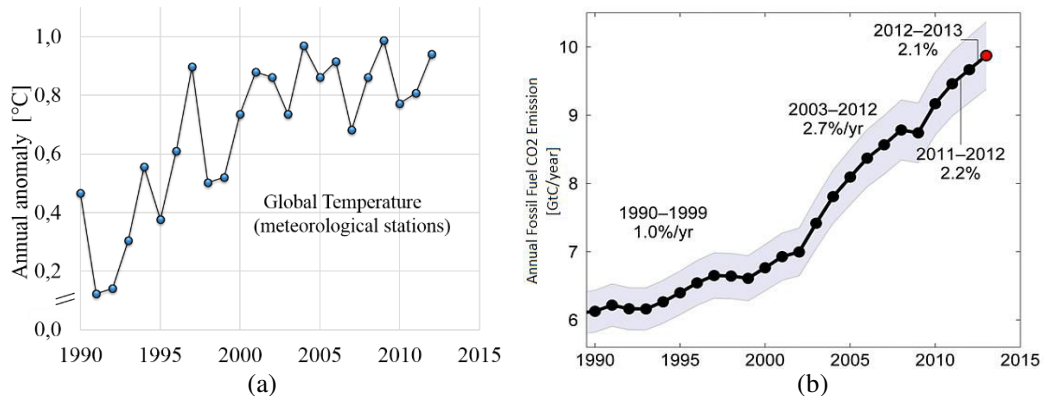 1,0
0,8
0,6
0,4
0,2
0,0
Annual anomaly [°C]
Global Temperature
(meteorological stations)
1990 1995 2000 2005 2010 2015
(a)
10
9
8
7
6
Annual Fossil Fuel CO2 Emission
[GtC/year]
2012–2013
2.1%
2003–2012
2.7%/yr
2011–2012
2.2%
1990–1999
1.0%/yr
1990 1995 2000 2005 2010 2015
(b)